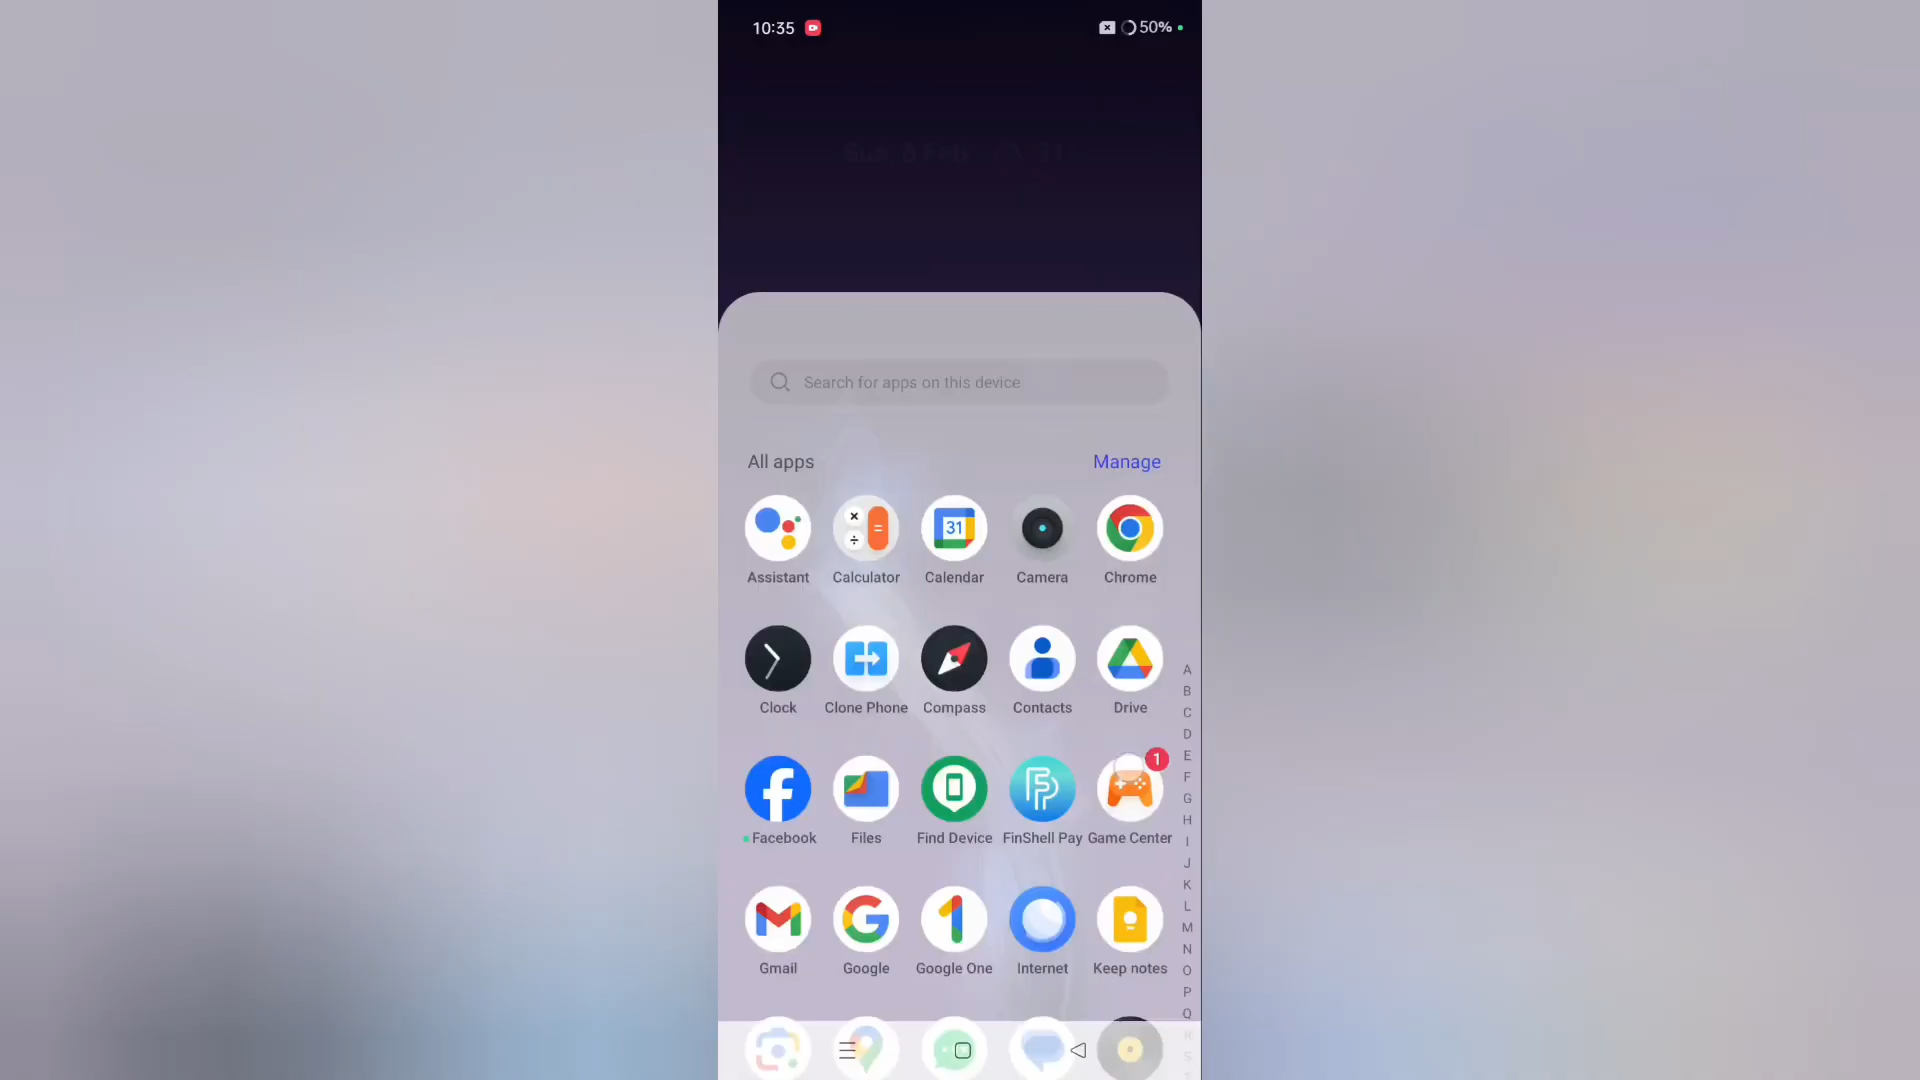 10:35
50%
Search for apps on this device
All apps
Manage
31
Assistant
Calculator
Calendar
Camera
Chrome
Clock
Clone Phone
Compass
Contacts
Drive
1
Facebook
Files
Find Device
FinShell Pay
Game Center
Gmail
Google
Google One
Internet
Keep notes
A
B
C
D
E
F
G
H
I
J
K
L
M
N
O
P
Q
R
S